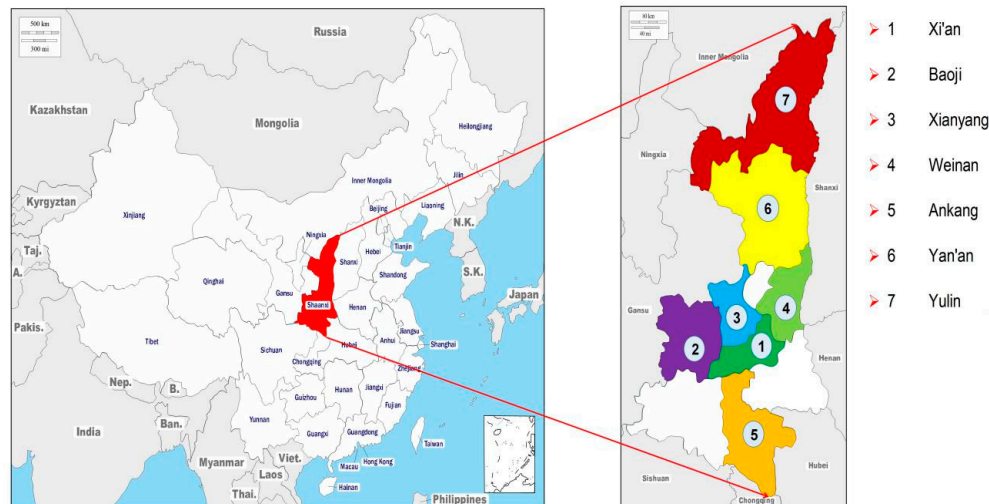 500 km
300 mi
Russia
Kazakhstan
Mongolia
Heilongjiang
Jilin
Inner Mongolia
Kyrgyztan
Xinjiang
Beijing
Liaoning
N.K.
Taj.
Ningxia
Hebei
Tianjin
A.
Qinghai
Shanxi
Shandong
S.K.
Gansu
Japan
Shaanxi
Henan
Pakis.
Jiangsu
Tibet
Anhui
Shanghai
Hubei
Sichuan
Chongqing
Zhejiang
Nep.
B.
Hunan
Jiangxi
Guizhou
Fujian
Yunnan
India
Ban.
Guangxi
Guangdong
Taiwan
Myanmar
Viet.
Hong Kong
Macau
Laos
Hainan
Thai.
Philippines
80 km
40 mi
Inner Mongolia
7
Ningxia
Shanxi
6
Gansu
3
4
2
1
Henan
5
Hubei
Sishuan
Chongqing
➢ 1 Xi'an
➢ 2 Baoji
➢ 3 Xianyang
➢ 4 Weinan
➢ 5 Ankang
➢ 6 Yan'an
➢ 7 Yulin